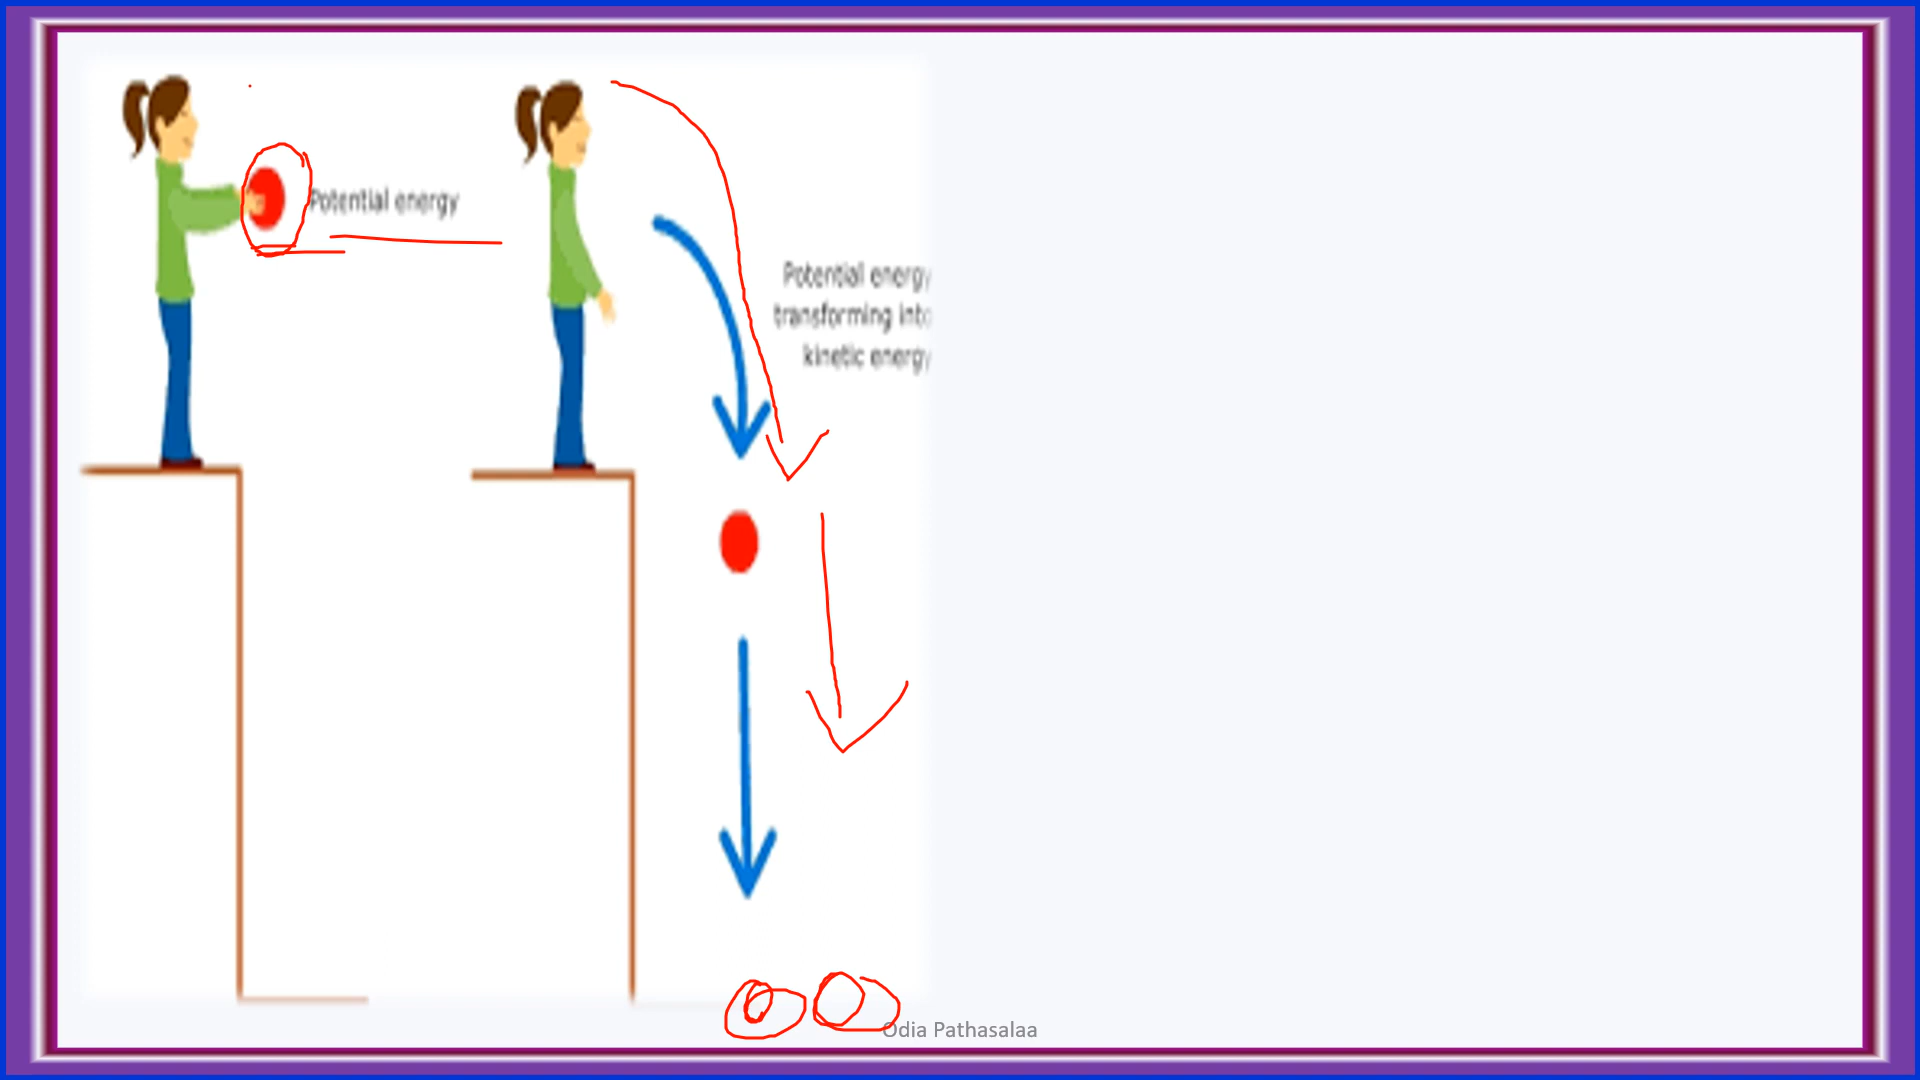 Potential energy
Potential energy
transforming into
kinetic energy
Odia Pathasalaa